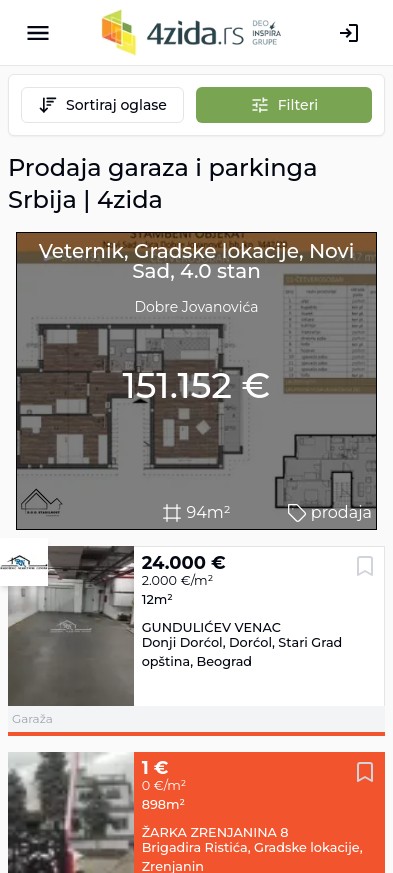 4zida.rs
DEO
INSPIRA
GRUPE
Sortiraj oglase
Filteri
Prodaja garaza i parkinga
Srbija | 4zida
STAMBENI OBJEKAT
Veternik, Gradske lokacije, Novi
Sad, 4.0 stan
Dobre Jovanovića
151.152 €
94m²
prodaja
24.000 €
2.000 €/m²
12m²
GUNDULIĆEV VENAC
Donji Dorćol, Dorćol, Stari Grad
opština, Beograd
Garaža
1 €
0 €/m²
898m²
ŽARKA ZRENJANINA 8
Brigadira Ristića, Gradske lokacije,
Zrenjanin